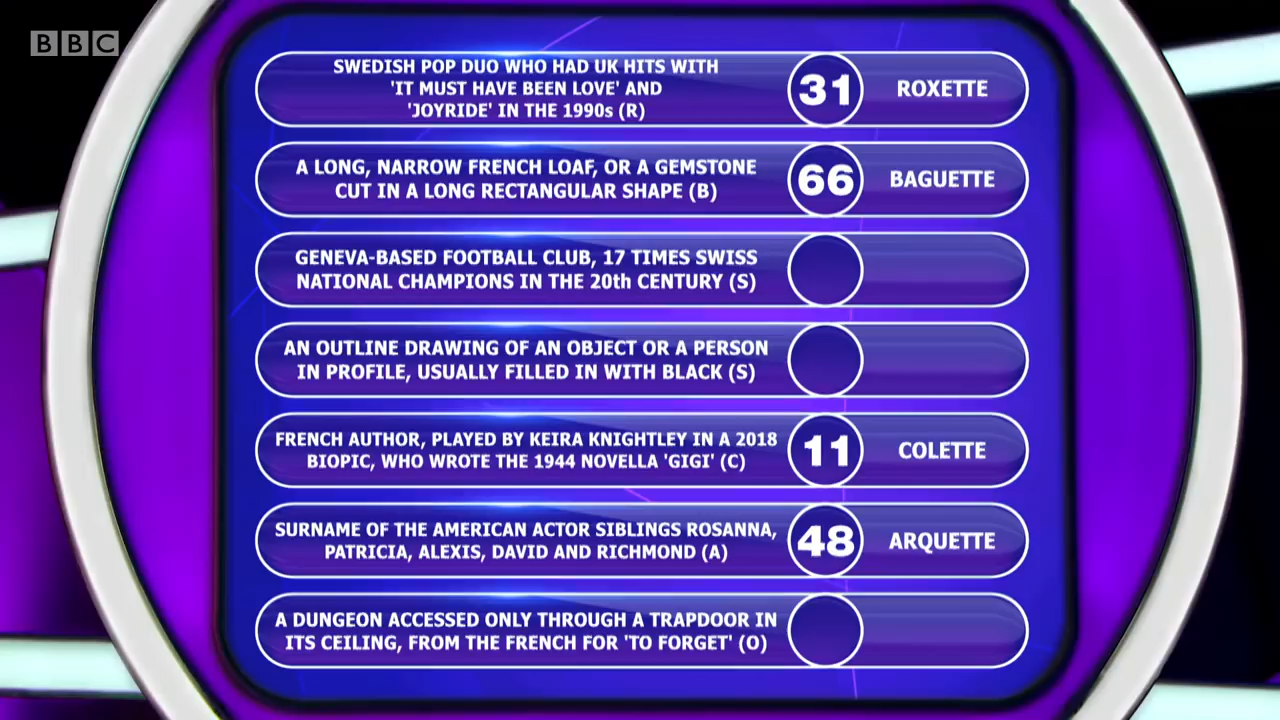 BBC
SWEDISH POP DUO WHO HAD UK HITS WITH
'IT MUST HAVE BEEN LOVE' AND
'JOYRIDE' IN THE 1990s (R)
31
ROXETTE
A LONG, NARROW FRENCH LOAF, OR A GEMSTONE
CUT IN A LONG RECTANGULAR SHAPE (B)
66
BAGUETTE
GENEVA-BASED FOOTBALL CLUB, 17 TIMES SWISS
NATIONAL CHAMPIONS IN THE 20th CENTURY (S)
AN OUTLINE DRAWING OF AN OBJECT OR A PERSON
IN PROFILE, USUALLY FILLED IN WITH BLACK (S)
FRENCH AUTHOR, PLAYED BY KEIRA KNIGHTLEY IN A 2018
BIOPIC, WHO WROTE THE 1944 NOVELLA 'GIGI' (C)
11
COLETTE
SURNAME OF THE AMERICAN ACTOR SIBLINGS ROSANNA,
PATRICIA, ALEXIS, DAVID AND RICHMOND (A)
48
ARQUETTE
A DUNGEON ACCESSED ONLY THROUGH A TRAPDOOR IN
ITS CEILING, FROM THE FRENCH FOR 'TO FORGET' (O)